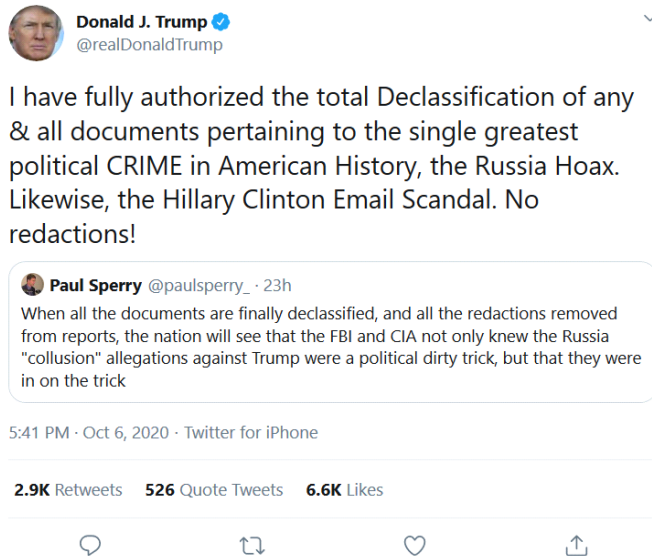 Donald J. Trump
@realDonaldTrump
I have fully authorized the total Declassification of any
& all documents pertaining to the single greatest
political CRIME in American History, the Russia Hoax.
Likewise, the Hillary Clinton Email Scandal. No
redactions!
Paul Sperry @paulsperry_ · 23h
When all the documents are finally declassified, and all the redactions removed
from reports, the nation will see that the FBI and CIA not only knew the Russia
"collusion" allegations against Trump were a political dirty trick, but that they were
in on the trick
5:41 PM · Oct 6, 2020 · Twitter for iPhone
2.9K Retweets 526 Quote Tweets 6.6K Likes